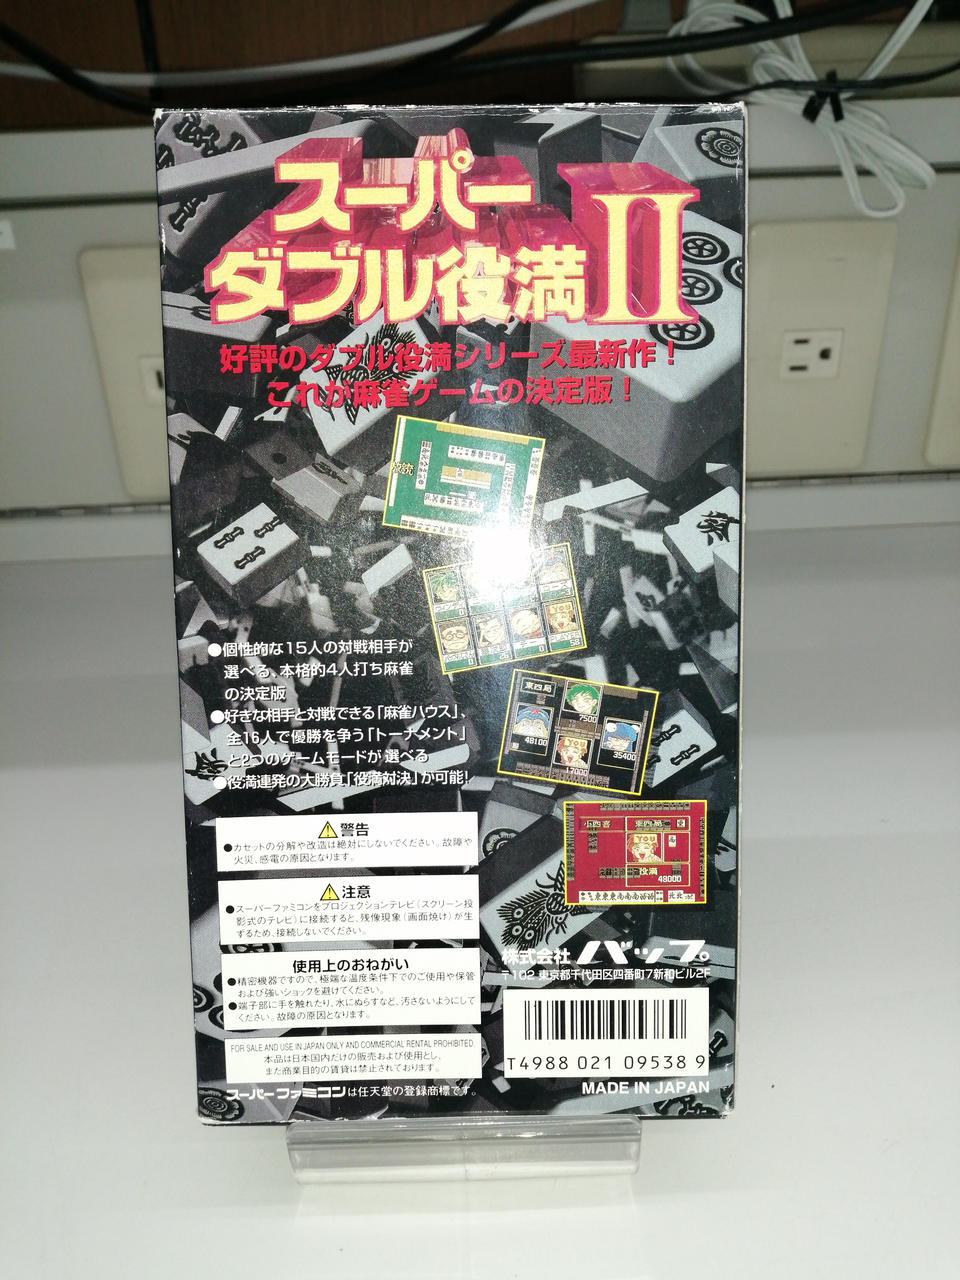 スーパー
ダブル役満II
好評のダブル役満シリーズ最新作！
これが麻雀ゲームの決定版！
●個性的な15人の対戦相手が
選べる、本格的4人打ち麻雀
の決定版
●好きな相手と対戦できる「麻雀ハウス」、
全16人で優勝を争う「トーナメント」
と2つのゲームモードが選べる
●役満連発の大勝負「役満対決」が可能!
YOU
PLAYER
58
東四局
7500
48100
YOU
35400
17000
小四喜
東四局
YOU
役満
48000
警告
●カセットの分解や改造は絶対にしないでください。故障や
火災、感電の原因となります。
注意
●スーパーファミコンをプロジェクションテレビ（スクリーン投
影式のテレビ）に接続すると、残像現象（画面焼け）が生
ずるため、接続しないでください。
使用上のおねがい
●精密機器ですので、極端な温度条件下でのご使用や保管
および強いショックを避けてください。
●端子部に手を触れたり、水にぬらすなど、汚さないようにして
ください。故障の原因となります。
FOR SALE AND USE IN JAPAN ONLY AND COMMERCIAL RENTAL PROHIBITED.
本品は日本国内だけの販売および使用とし、
また商業目的の賃貸は禁止されております。
スーパーファミコンは任天堂の登録商標です。
株式会社 バップ。
〒102 東京都千代田区四番町7新和ビル2F
T4988 021 09538 9
MADE IN JAPAN